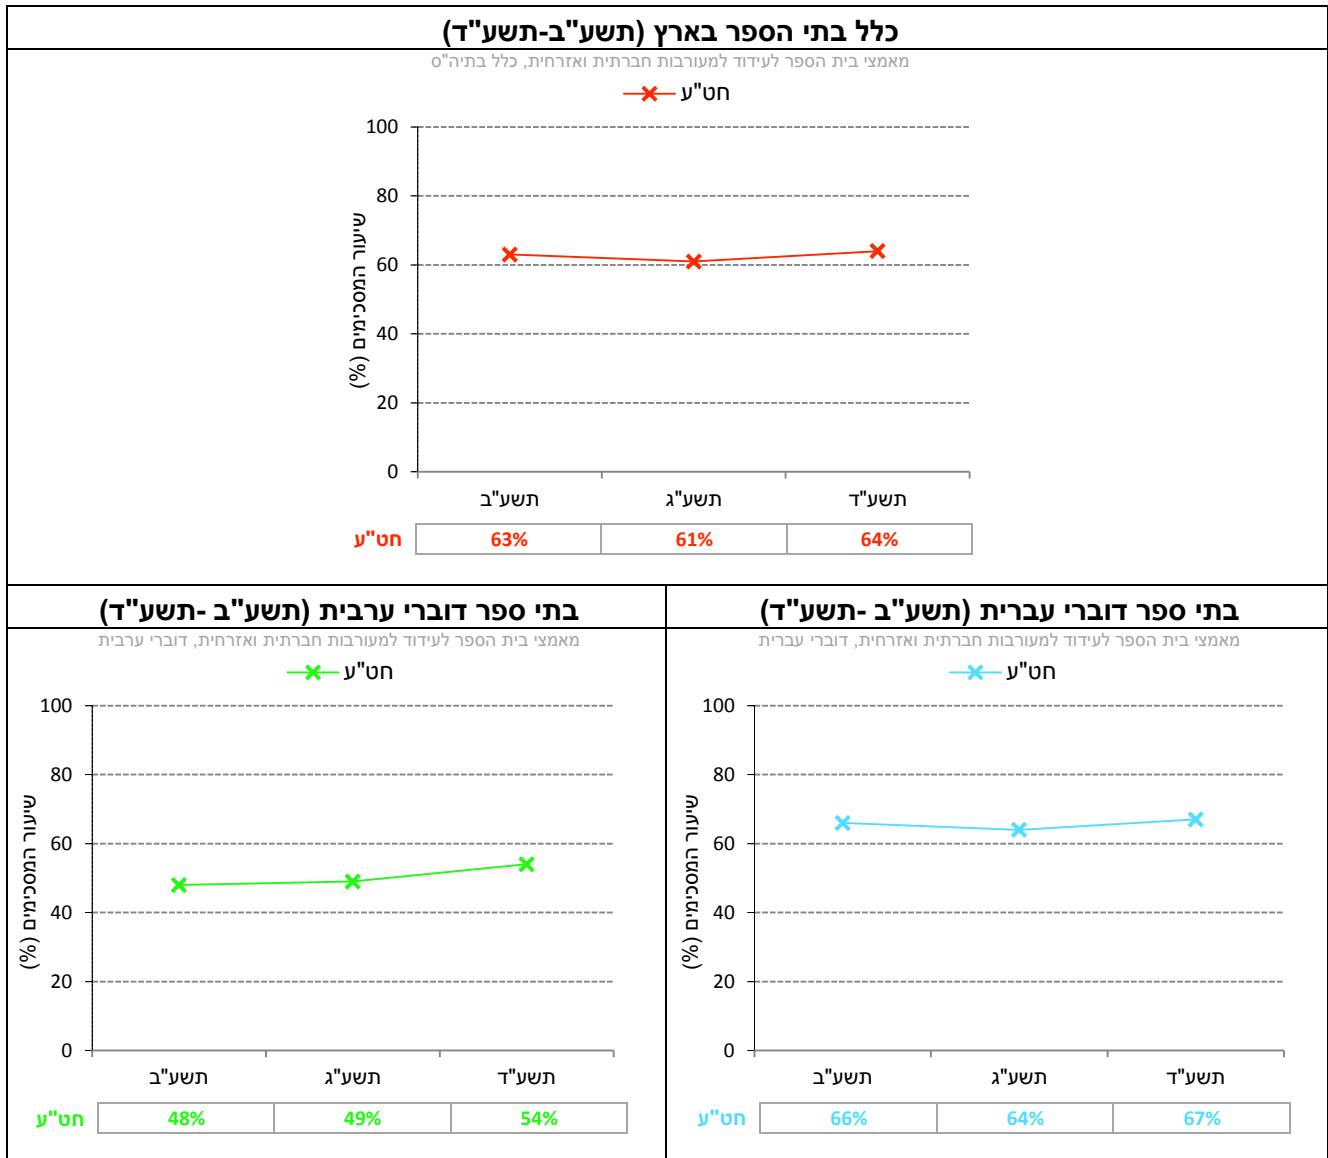 כלל בתי הספר בארץ (תשע"ב-תשע"ד)
מאמצי בית הספר לעידוד למעורבות חברתית ואזרחית, כלל בתיה"ס
חט"ע
שיעור המסכימים (%)
100
80
60
40
20
0
תשע"ב תשע"ג תשע"ד
חט"ע 63% 61% 64%
בתי ספר דוברי עברית (תשע"ב -תשע"ד)
מאמצי בית הספר לעידוד למעורבות חברתית ואזרחית, דוברי עברית
חט"ע
שיעור המסכימים (%)
100
80
60
40
20
0
תשע"ב תשע"ג תשע"ד
חט"ע 66% 64% 67%
בתי ספר דוברי ערבית (תשע"ב -תשע"ד)
מאמצי בית הספר לעידוד למעורבות חברתית ואזרחית, דוברי ערבית
חט"ע
שיעור המסכימים (%)
100
80
60
40
20
0
תשע"ב תשע"ג תשע"ד
חט"ע 48% 49% 54%